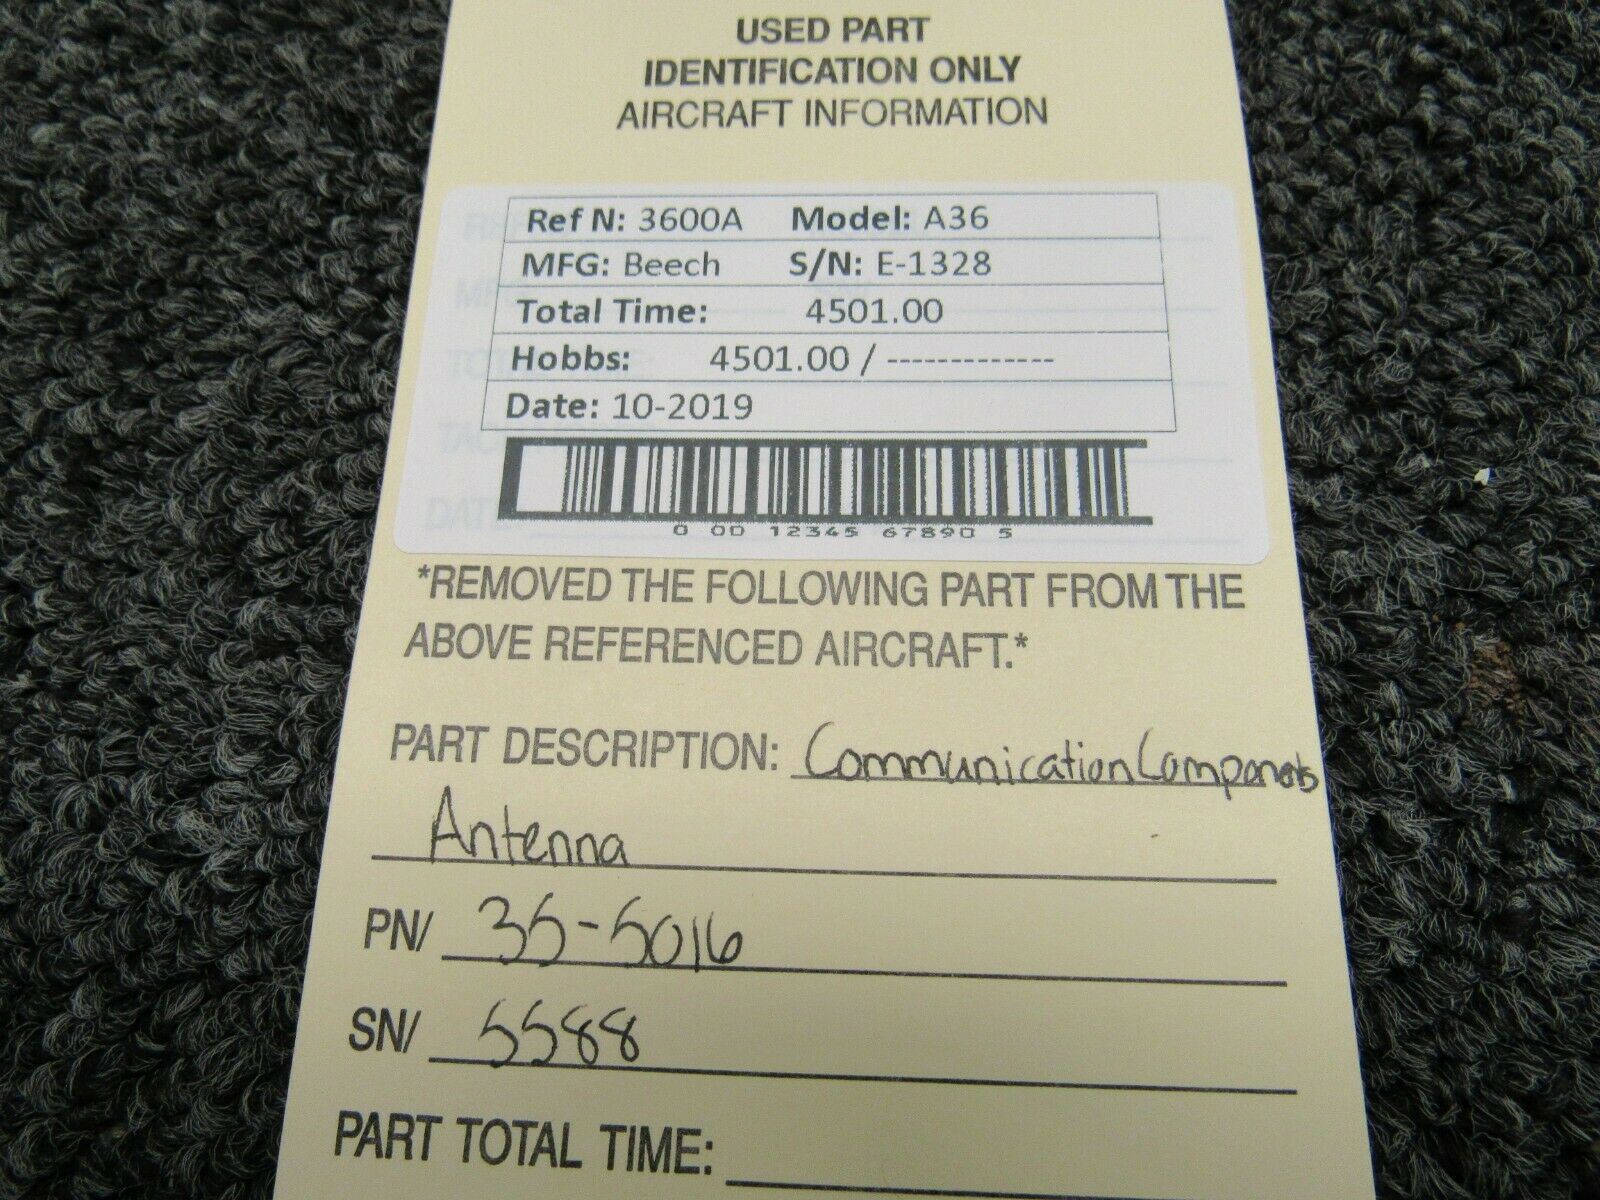 USED PART
IDENTIFICATION ONLY
AIRCRAFT INFORMATION
Ref N: 3600A Model: A36
MFG: Beech S/N: E-1328
Total Time: 4501.00
Hobbs: 4501.00 / -------------
Date: 10-2019
0 00 12345 67890 5
*REMOVED THE FOLLOWING PART FROM THE
ABOVE REFERENCED AIRCRAFT.*
PART DESCRIPTION: Communication Components
Antenna
PN/ 35-5016
SN/ 5588
PART TOTAL TIME: